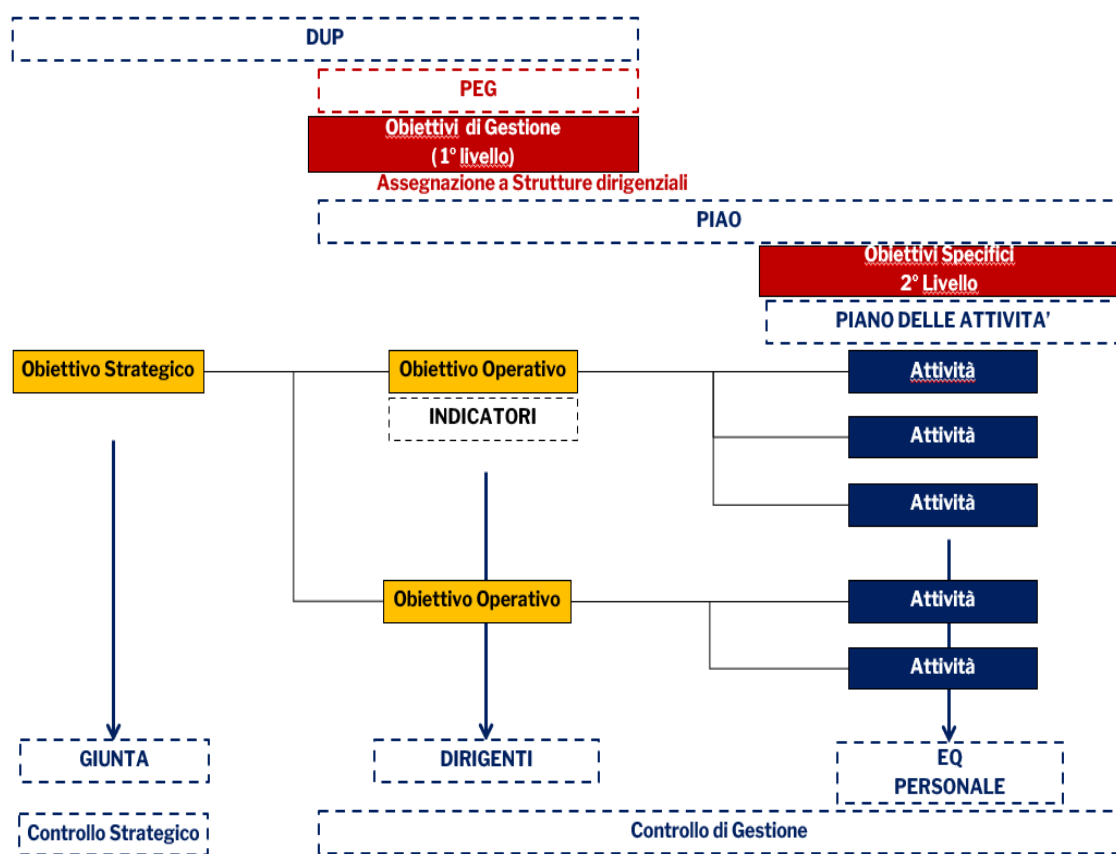 DUP
PEG
Obiettivi di Gestione
(1° livello)
Assegnazione a Strutture dirigenziali
PIAO
Obiettivi Specifici
2° Livello
PIANO DELLE ATTIVITA’
Obiettivo Strategico
Obiettivo Operativo
Attività
INDICATORI
Attività
Attività
Obiettivo Operativo
Attività
Attività
GIUNTA
DIRIGENTI
EQ
PERSONALE
Controllo Strategico
Controllo di Gestione